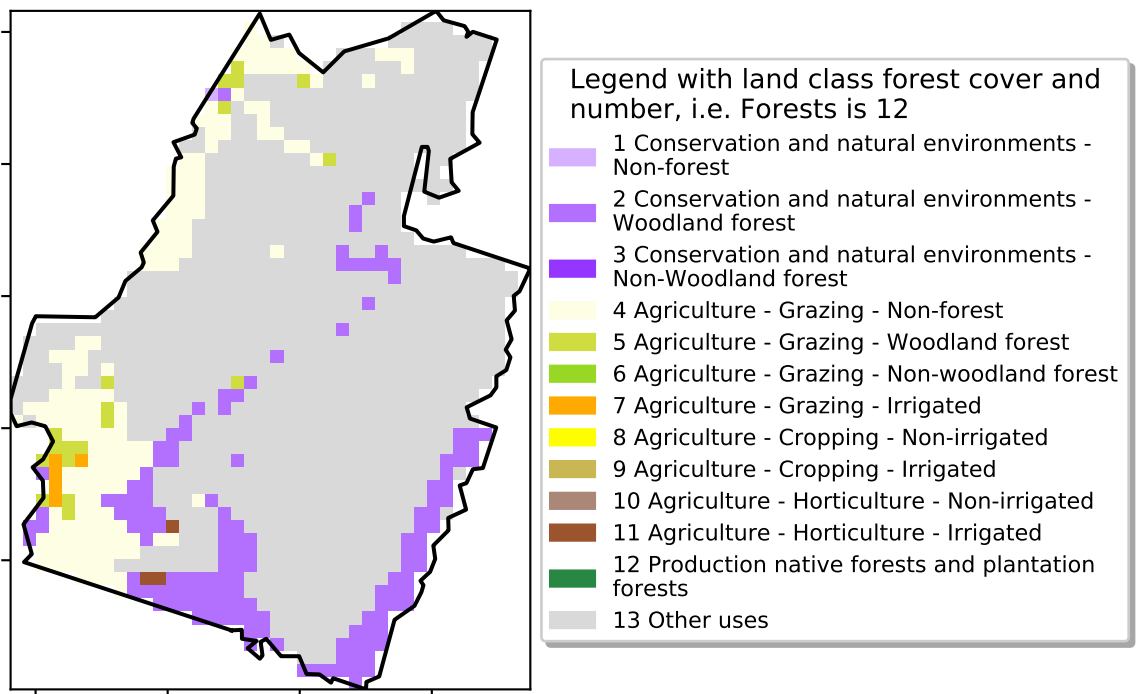 Legend with land class forest cover and
number, i.e. Forests is 12
1 Conservation and natural environments -
Non-forest
2 Conservation and natural environments -
Woodland forest
3 Conservation and natural environments -
Non-Woodland forest
4 Agriculture - Grazing - Non-forest
5 Agriculture - Grazing - Woodland forest
6 Agriculture - Grazing - Non-woodland forest
7 Agriculture - Grazing - Irrigated
8 Agriculture - Cropping - Non-irrigated
9 Agriculture - Cropping - Irrigated
10 Agriculture - Horticulture - Non-irrigated
11 Agriculture - Horticulture - Irrigated
12 Production native forests and plantation
forests
13 Other uses